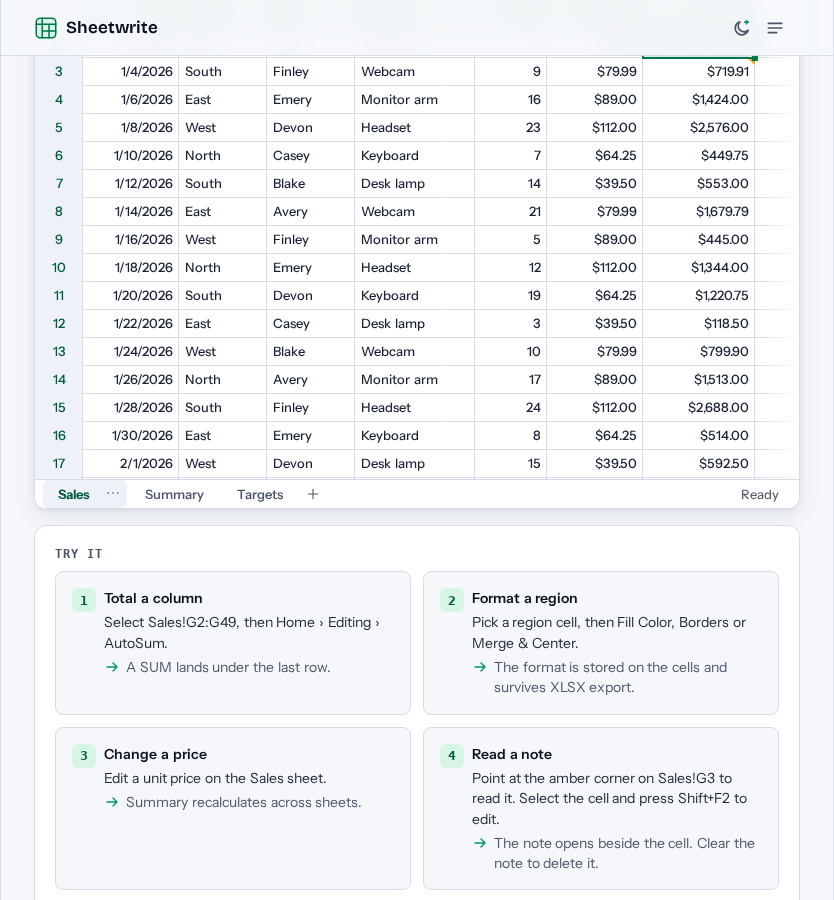 Sheetwrite
3 1/4/2026 South Finley Webcam 9 $79.99 $719.91
4 1/6/2026 East Emery Monitor arm 16 $89.00 $1,424.00
5 1/8/2026 West Devon Headset 23 $112.00 $2,576.00
6 1/10/2026 North Casey Keyboard 7 $64.25 $449.75
7 1/12/2026 South Blake Desk lamp 14 $39.50 $553.00
8 1/14/2026 East Avery Webcam 21 $79.99 $1,679.79
9 1/16/2026 West Finley Monitor arm 5 $89.00 $445.00
10 1/18/2026 North Emery Headset 12 $112.00 $1,344.00
11 1/20/2026 South Devon Keyboard 19 $64.25 $1,220.75
12 1/22/2026 East Casey Desk lamp 3 $39.50 $118.50
13 1/24/2026 West Blake Webcam 10 $79.99 $799.90
14 1/26/2026 North Avery Monitor arm 17 $89.00 $1,513.00
15 1/28/2026 South Finley Headset 24 $112.00 $2,688.00
16 1/30/2026 East Emery Keyboard 8 $64.25 $514.00
17 2/1/2026 West Devon Desk lamp 15 $39.50 $592.50
Sales ... Summary Targets + Ready
TRY IT
1 Total a column
Select Sales!G2:G49, then Home › Editing ›
AutoSum.
→ A SUM lands under the last row.
2 Format a region
Pick a region cell, then Fill Color, Borders or
Merge & Center.
→ The format is stored on the cells and
survives XLSX export.
3 Change a price
Edit a unit price on the Sales sheet.
→ Summary recalculates across sheets.
4 Read a note
Point at the amber corner on Sales!G3 to
read it. Select the cell and press Shift+F2 to
edit.
→ The note opens beside the cell. Clear the
note to delete it.